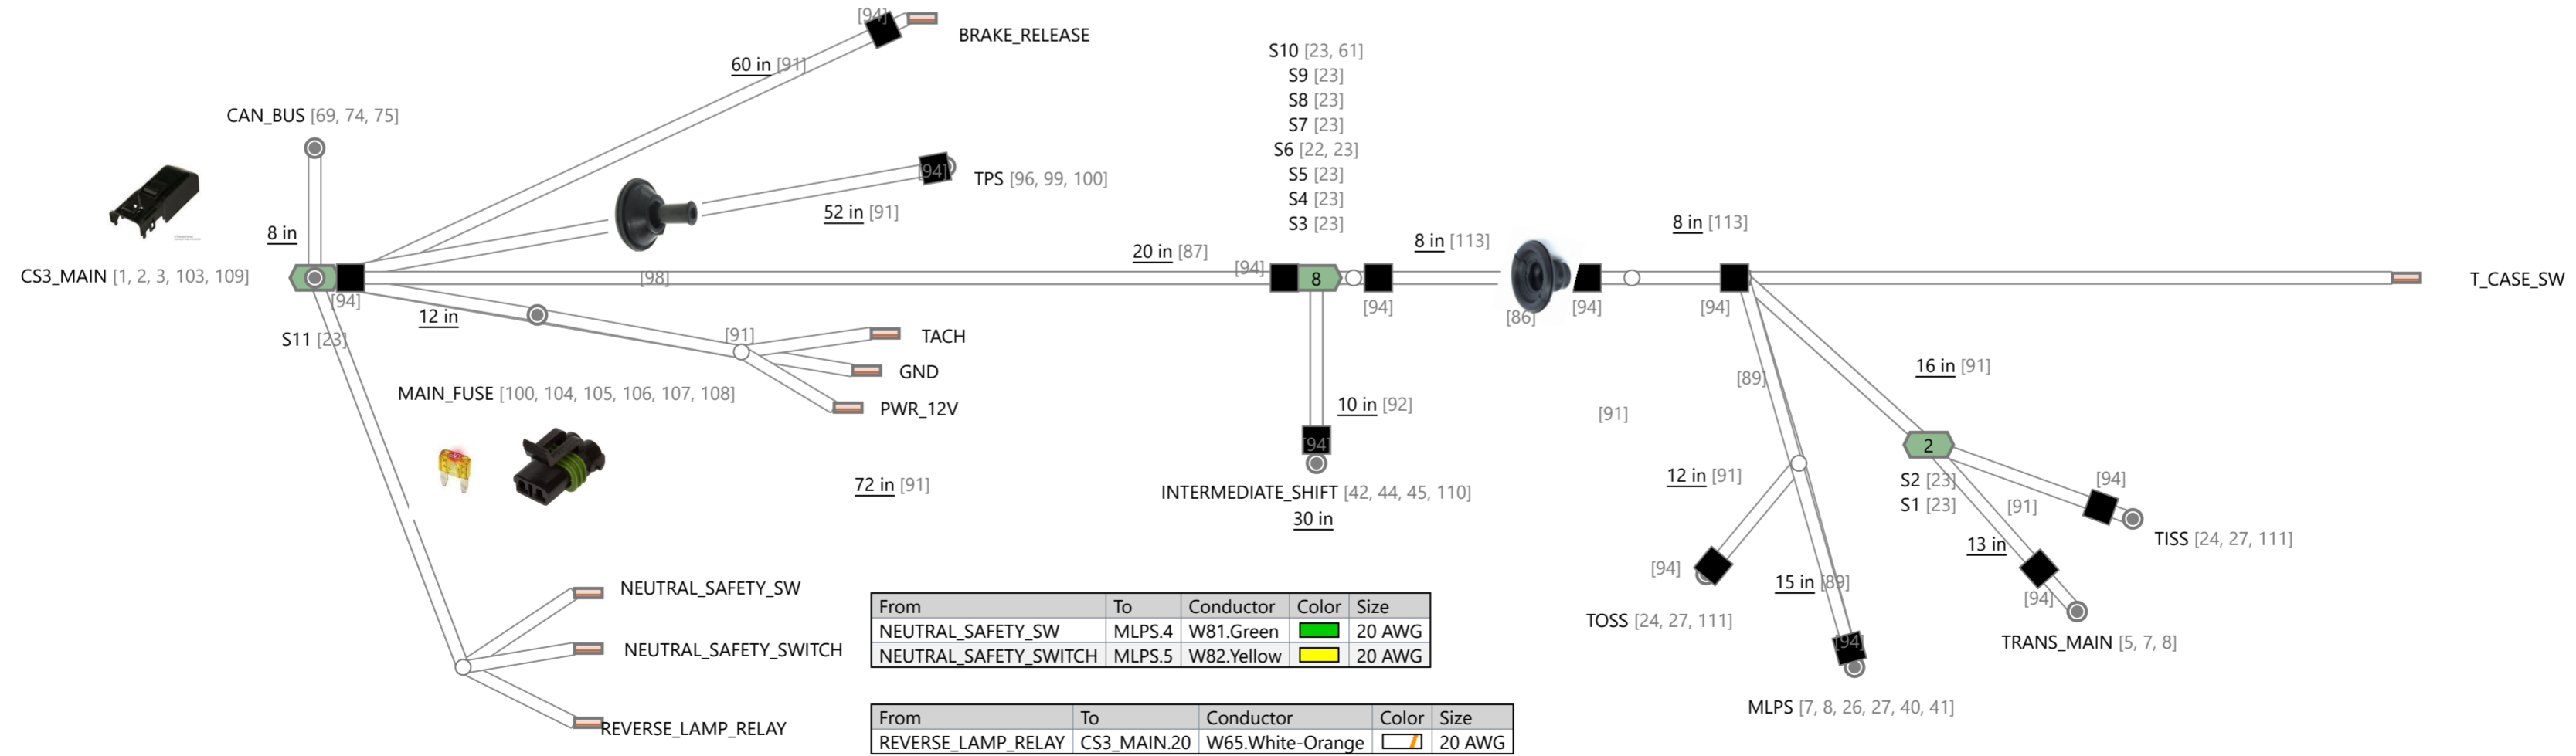 [94]
BRAKE_RELEASE
60 in [91]
S10 [23, 61]
S9 [23]
S8 [23]
S7 [23]
S6 [22, 23]
S5 [23]
S4 [23]
S3 [23]
CAN_BUS [69, 74, 75]
[94]
TPS [96, 99, 100]
52 in [91]
8 in
20 in [87]
8 in [113]
8 in [113]
CS3_MAIN [1, 2, 3, 103, 109]
[98]
[94]
8
T_CASE_SW
[94]
[94]
[94]
[94]
[86]
12 in
S11 [23]
[91]
TACH
GND
PWR_12V
MAIN_FUSE [100, 104, 105, 106, 107, 108]
16 in [91]
[89]
10 in [92]
[91]
[94]
2
72 in [91]
INTERMEDIATE_SHIFT [42, 44, 45, 110]
30 in
12 in [91]
S2 [23]
S1 [23]
[94]
[91]
TISS [24, 27, 111]
13 in
[94]
15 in [89]
[94]
TOSS [24, 27, 111]
TRANS_MAIN [5, 7, 8]
[94]
MLPS [7, 8, 26, 27, 40, 41]
NEUTRAL_SAFETY_SW
NEUTRAL_SAFETY_SWITCH
REVERSE_LAMP_RELAY
From To Conductor Color Size
NEUTRAL_SAFETY_SW MLPS.4 W81.Green 20 AWG
NEUTRAL_SAFETY_SWITCH MLPS.5 W82.Yellow 20 AWG
From To Conductor Color Size
REVERSE_LAMP_RELAY CS3_MAIN.20 W65.White-Orange 20 AWG